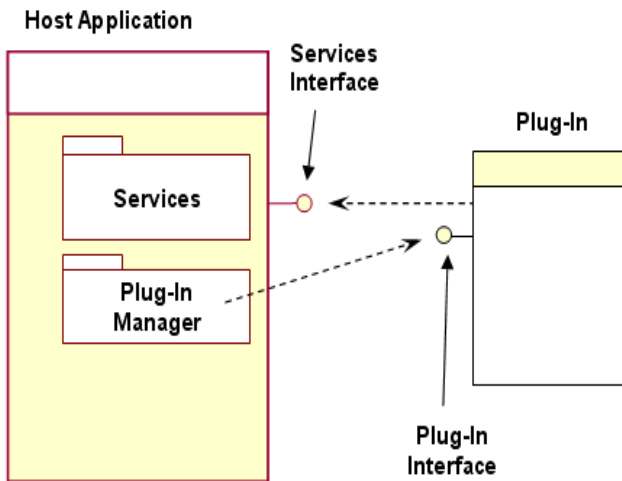 Host Application
Services
Interface
Plug-In
Services
Plug-In
Manager
Plug-In
Interface